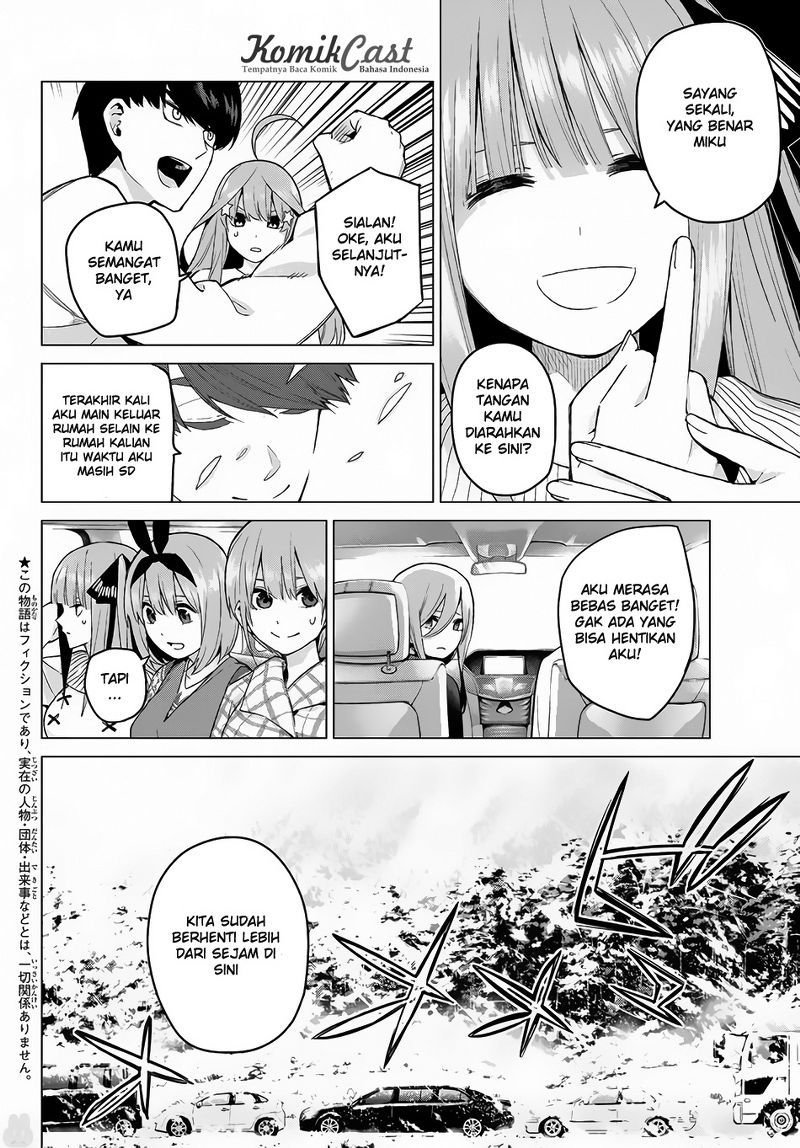 KomikCast
Tempatnya Baca Komik Bahasa Indonesia
SAYANG
SEKALI,
YANG BENAR
MIKU
KENAPA
TANGAN
KAMU
DIARAHKAN
KE SINI?
SIALAN!
OKE, AKU
SELANJUT-
NYA!
KAMU
SEMANGAT
BANGET,
YA
TERAKHIR KALI
AKU MAIN KELUAR
RUMAH SELAIN KE
RUMAH KALIAN
ITU WAKTU AKU
MASIH SD
AKU MERASA
BEBAS BANGET!
GAK ADA YANG
BISA HENTIKAN
AKU!
TAPI
...
KITA SUDAH
BERHENTI LEBIH
DARI SEJAM DI
SINI
★この物語はフィクションであり、実在の人物・団体・出来事などとは、一切関係ありません。